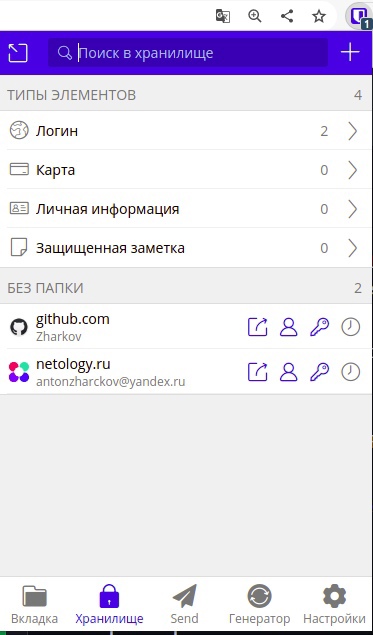 1
Поиск в хранилище
ТИПЫ ЭЛЕМЕНТОВ 4
Логин 2
Карта 0
Личная информация 0
Защищенная заметка 0
БЕЗ ПАПКИ 2
github.com
Zharkov
netology.ru
antonzharckov@yandex.ru
Вкладка Хранилище Send Генератор Настройки